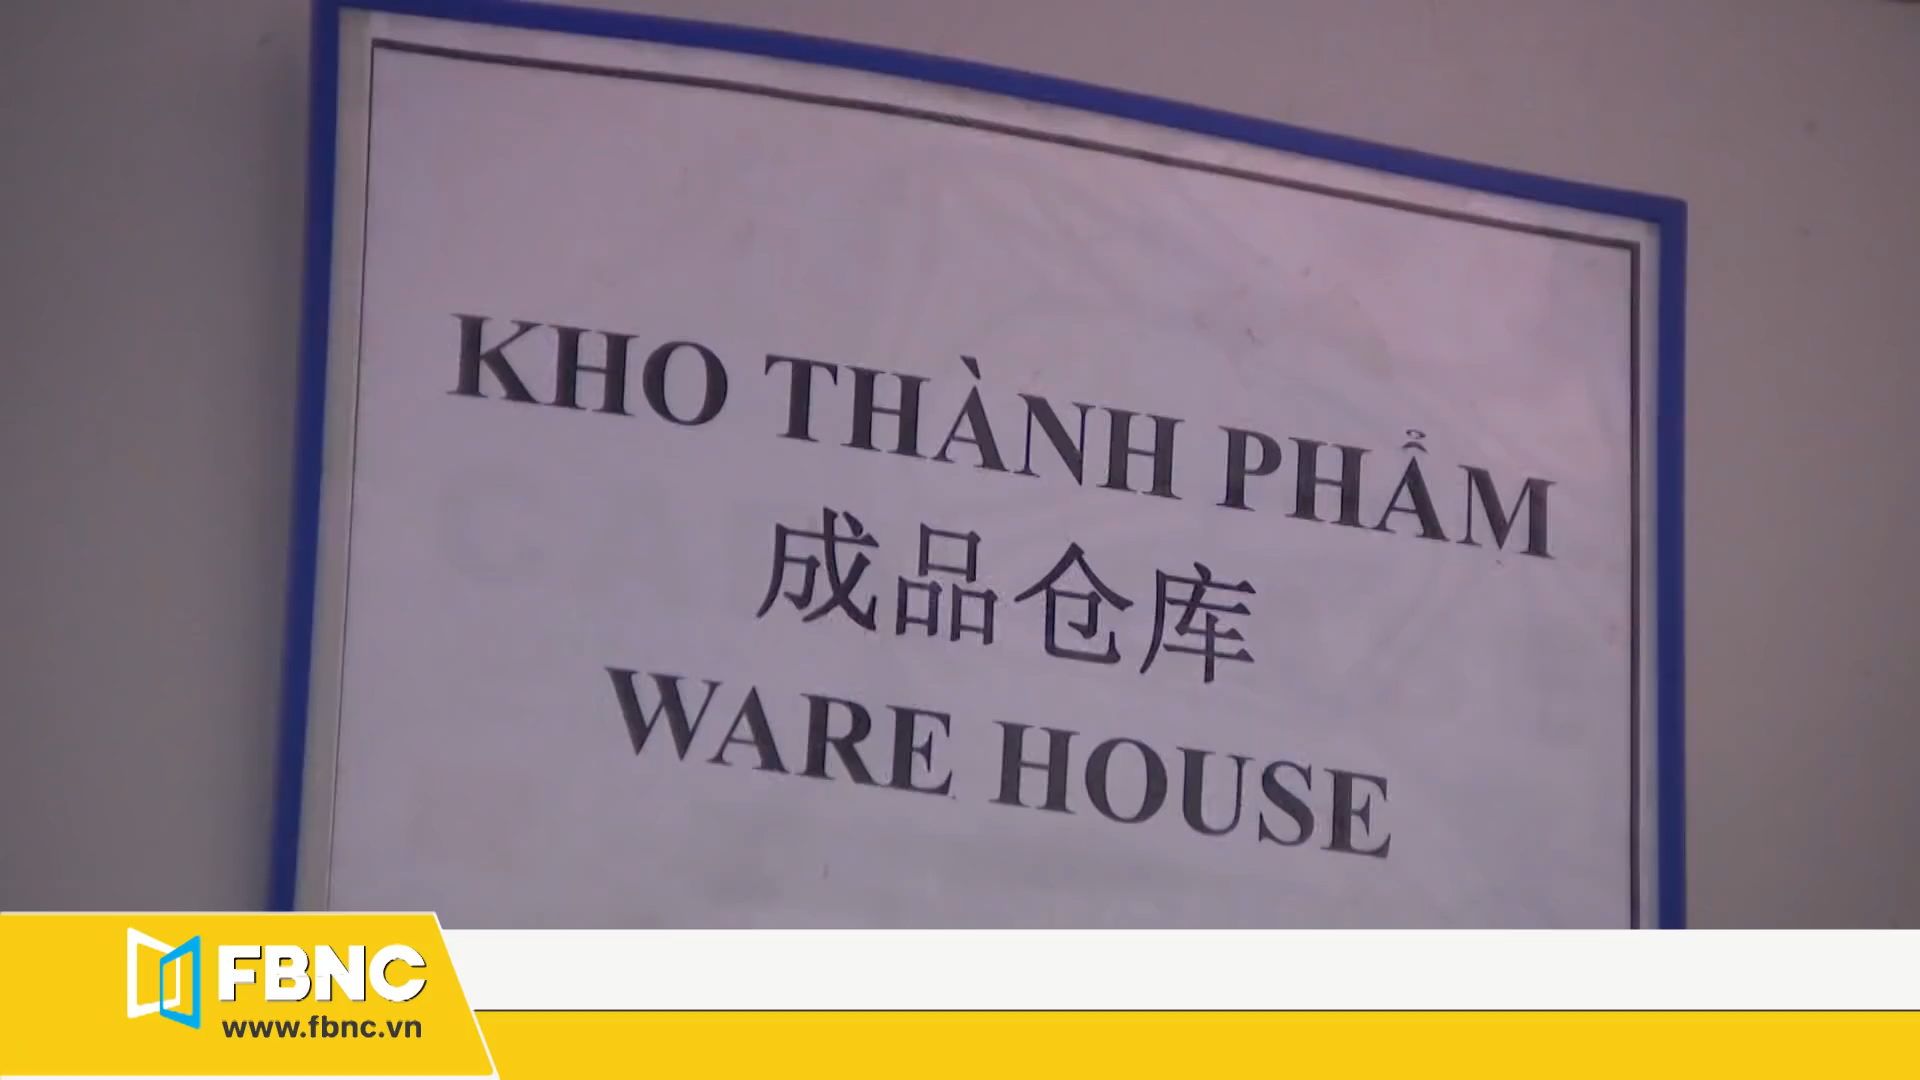 KHO THÀNH PHẨM
成品仓库
WARE HOUSE
FBNC
www.fbnc.vn